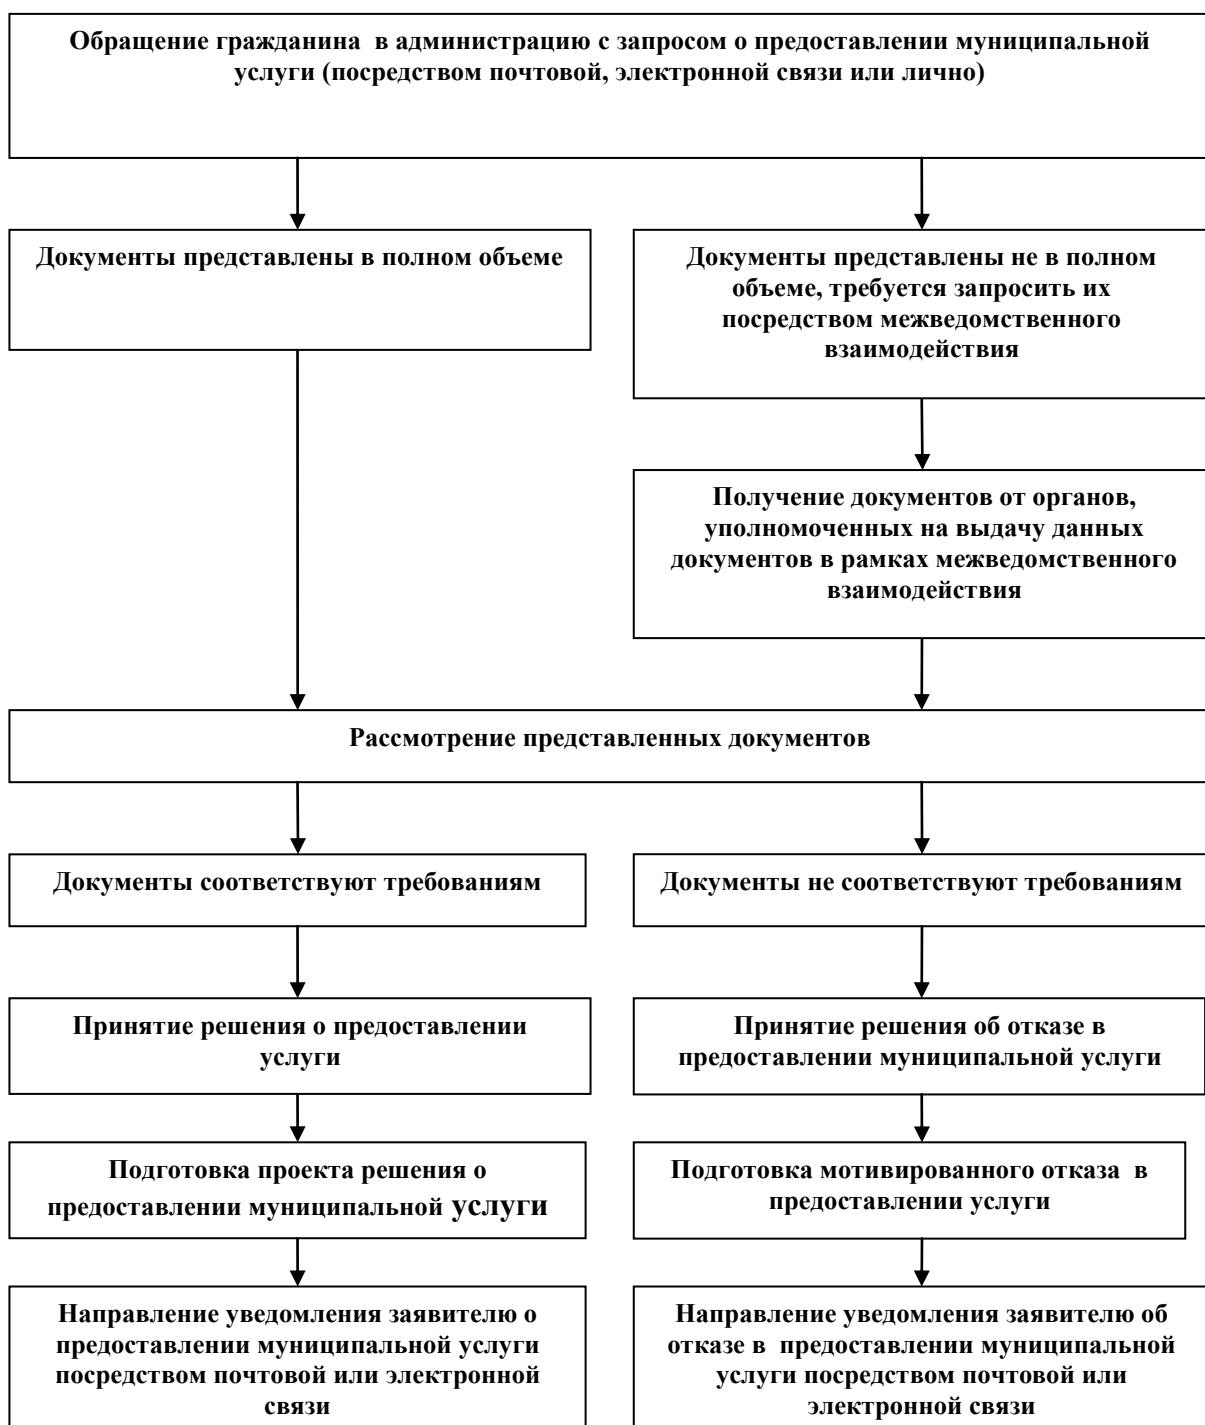 Обращение гражданина в администрацию с запросом о предоставлении муниципальной
услуги (посредством почтовой, электронной связи или лично)
Документы представлены в полном объеме
Документы представлены не в полном
объеме, требуется запросить их
посредством межведомственного
взаимодействия
Получение документов от органов,
уполномоченных на выдачу данных
документов в рамках межведомственного
взаимодействия
Рассмотрение представленных документов
Документы соответствуют требованиям
Документы не соответствуют требованиям
Принятие решения о предоставлении
услуги
Принятие решения об отказе в
предоставлении муниципальной услуги
Подготовка проекта решения о
предоставлении муниципальной услуги
Подготовка мотивированного отказа в
предоставлении услуги
Направление уведомления заявителю о
предоставлении муниципальной услуги
посредством почтовой или электронной
связи
Направление уведомления заявителю об
отказе в предоставлении муниципальной
услуги посредством почтовой или
электронной связи